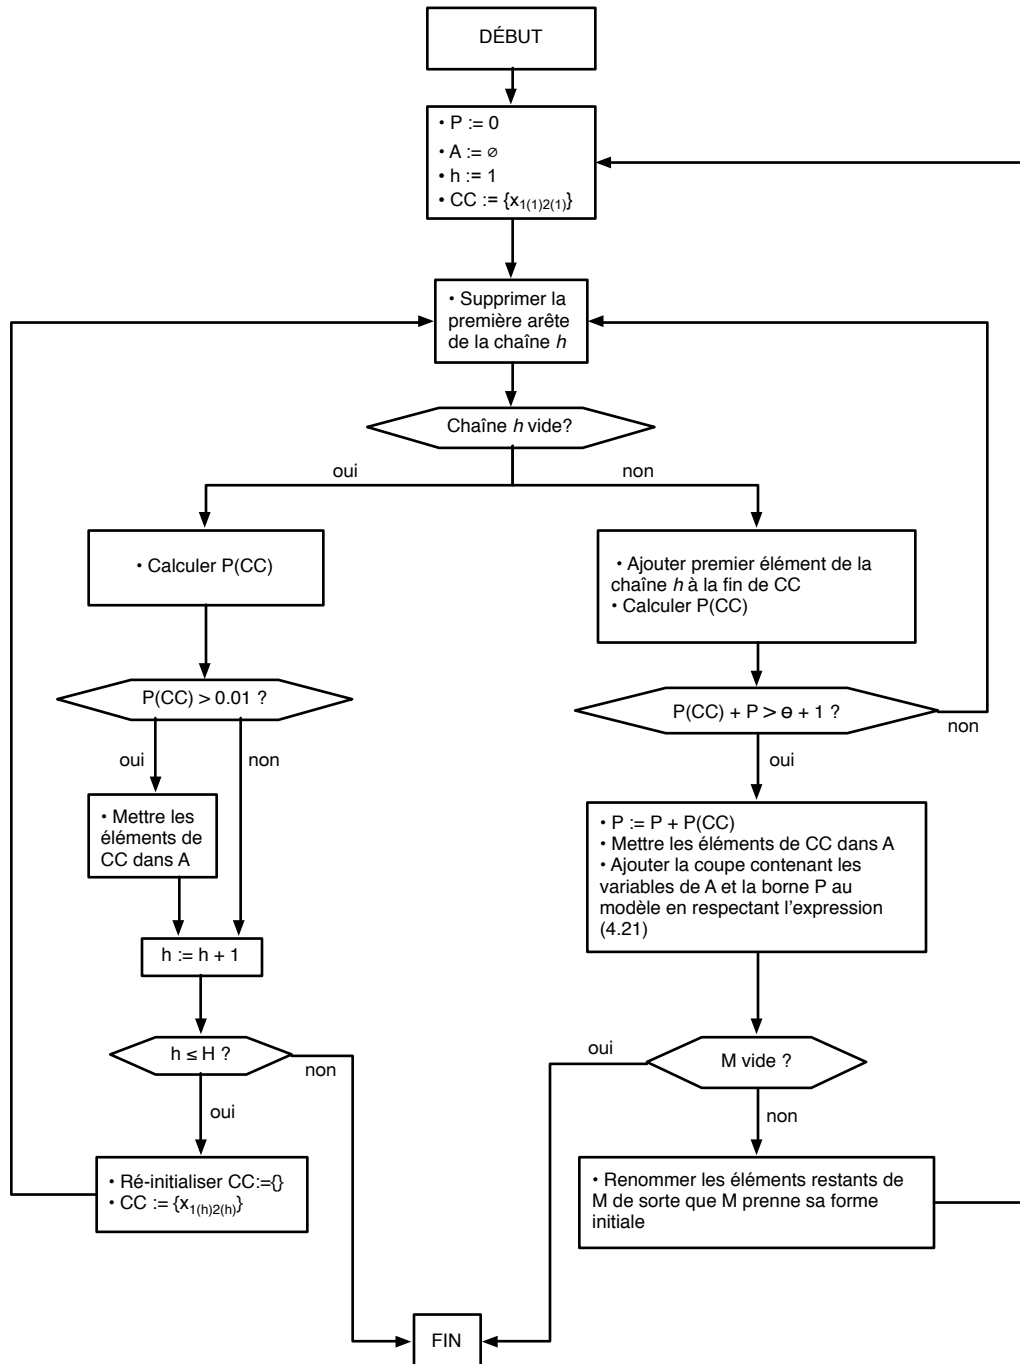 DÉBUT
• P := 0
• A := ∅
• h := 1
• CC := {x1(1)2(1)}
• Supprimer la
première arête
de la chaîne h
Chaîne h vide?
oui
non
• Calculer P(CC)
• Ajouter premier élément de la
chaîne h à la fin de CC
• Calculer P(CC)
P(CC) > 0.01 ?
P(CC) + P > ɵ + 1 ?
non
oui
non
oui
• Mettre les
éléments de
CC dans A
• P := P + P(CC)
• Mettre les éléments de CC dans A
• Ajouter la coupe contenant les
variables de A et la borne P au
modèle en respectant l'expression
(4.21)
h := h + 1
h ≤ H ?
non
oui
M vide ?
oui
non
• Ré-initialiser CC:={}
• CC := {x1(h)2(h)}
• Renommer les éléments restants de
M de sorte que M prenne sa forme
initiale
FIN